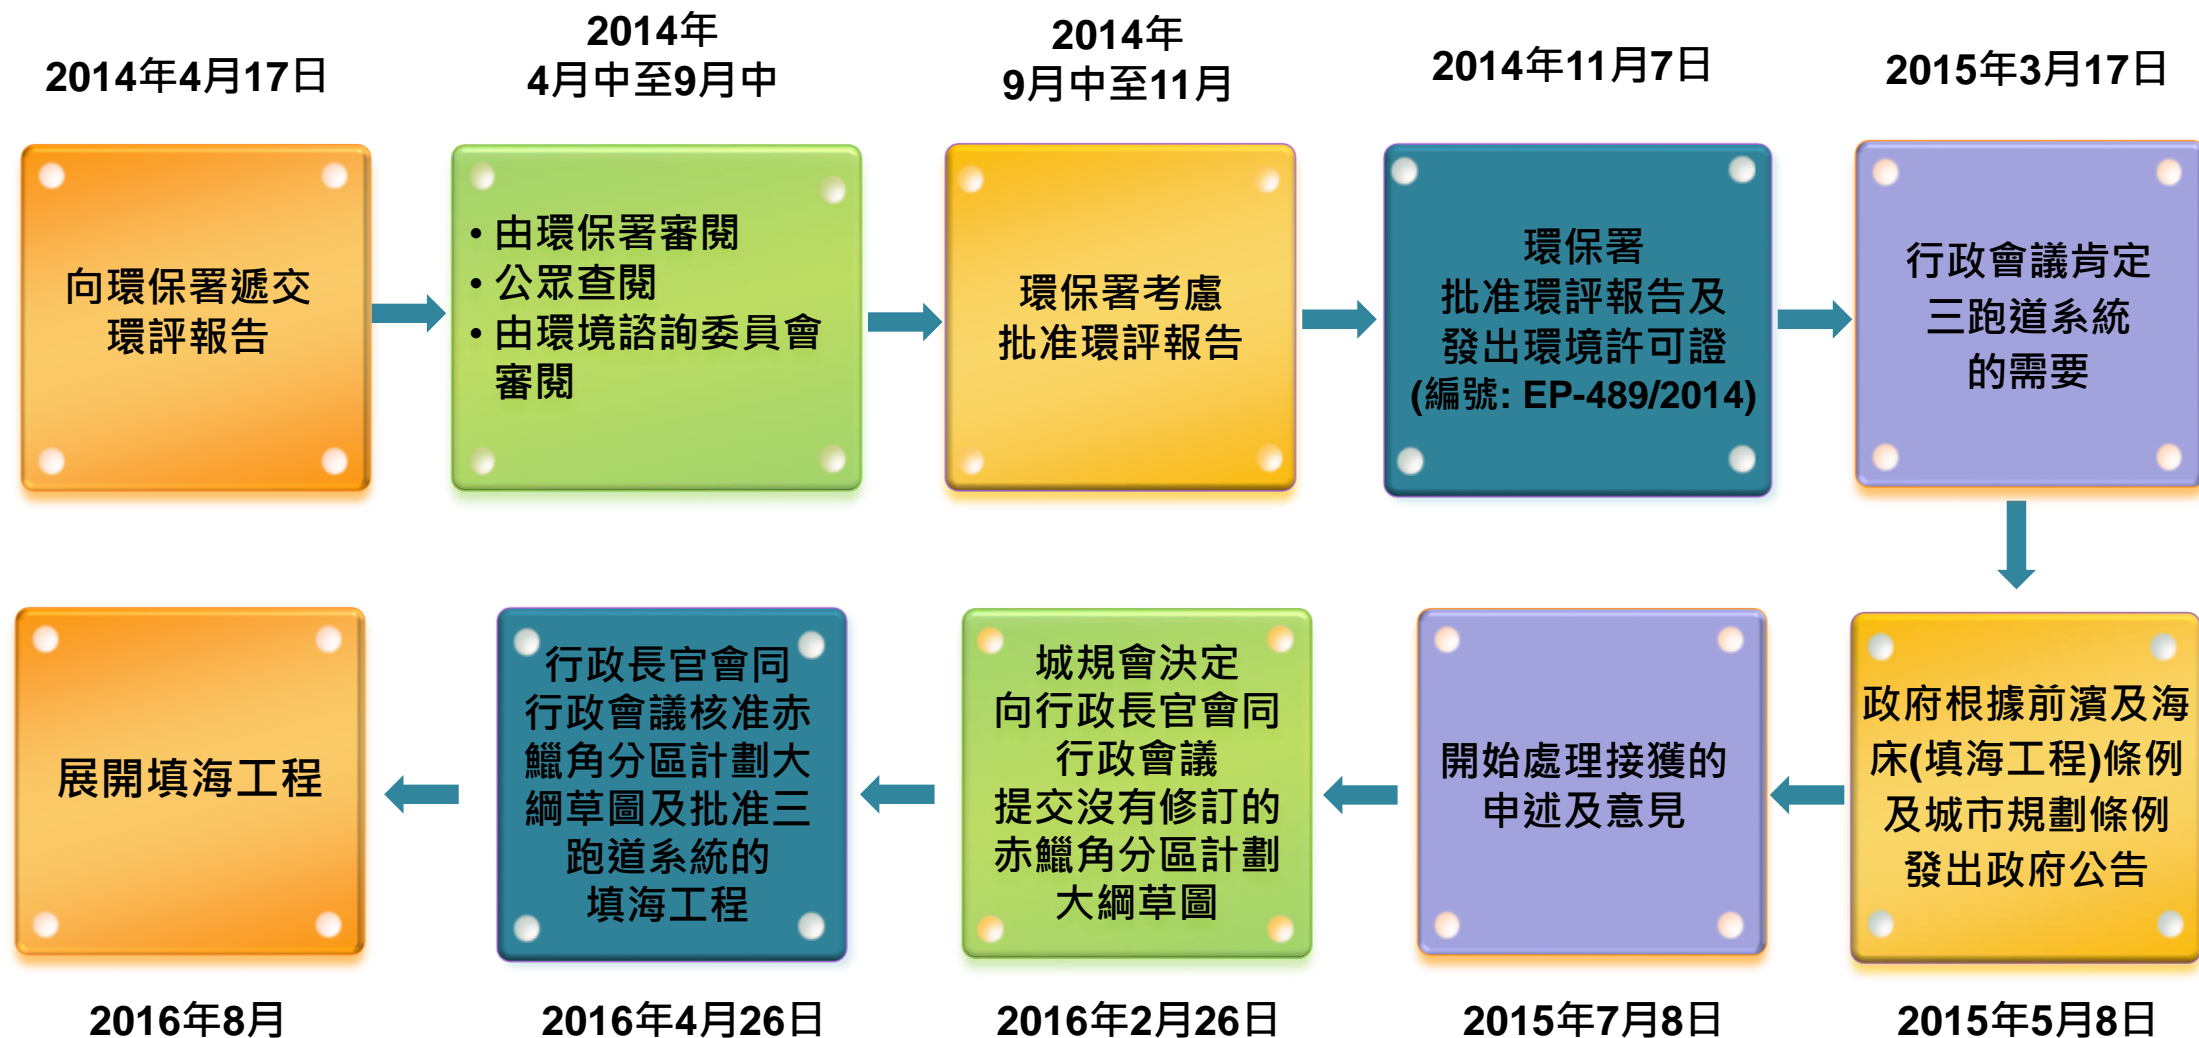 2014年4月17日
2014年
4月中至9月中
2014年
9月中至11月
2014年11月7日
2015年3月17日
向環保署遞交
環評報告
• 由環保署審閱
• 公眾查閱
• 由環境諮詢委員會
審閱
環保署考慮
批准環評報告
環保署
批准環評報告及
發出環境許可證
(編號: EP-489/2014)
行政會議肯定
三跑道系統
的需要
政府根據前濱及海
床(填海工程)條例
及城市規劃條例
發出政府公告
2015年5月8日
開始處理接獲的
申述及意見
2015年7月8日
城規會決定
向行政長官會同
行政會議
提交沒有修訂的
赤鱲角分區計劃
大綱草圖
2016年2月26日
行政長官會同
行政會議核准赤
鱲角分區計劃大
綱草圖及批准三
跑道系統的
填海工程
2016年4月26日
展開填海工程
2016年8月